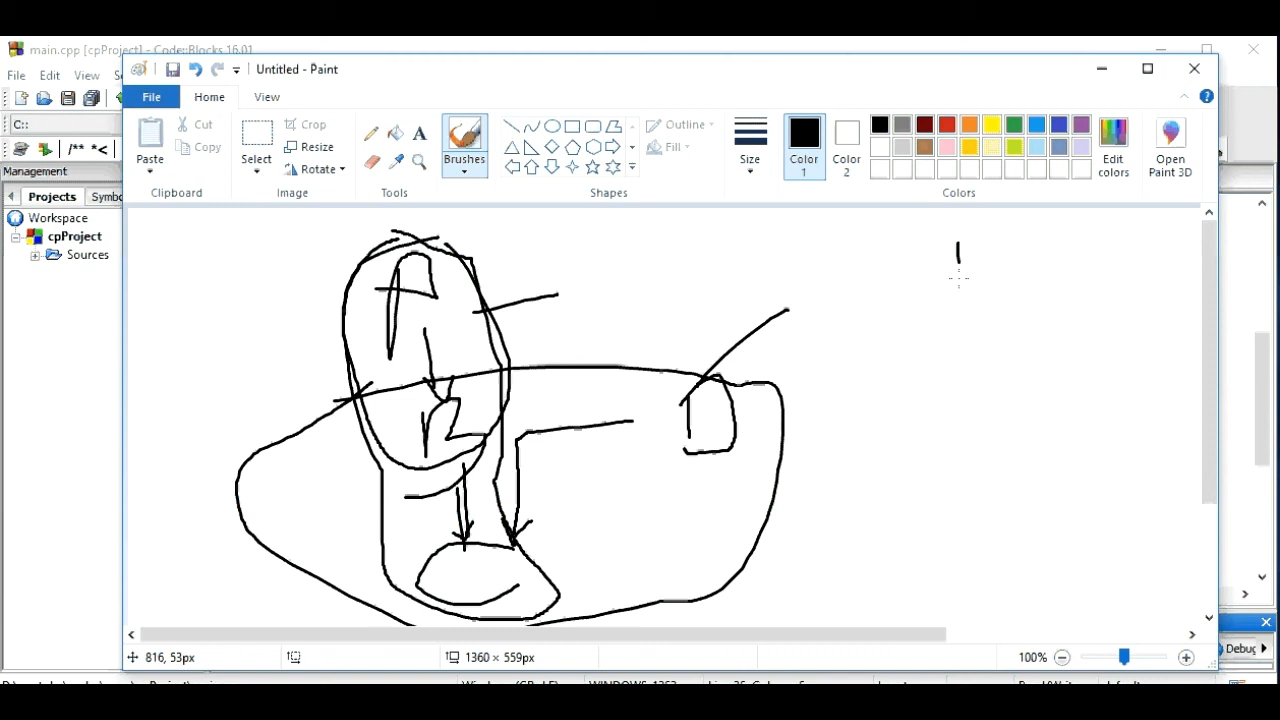 main.cpp [cpProject] - Code::Blocks 16.01
Untitled - Paint
File Edit View
File Home View
C::
Paste
Cut
Copy
Select
Crop
Resize
Rotate
A
Brushes
Outline
Fill
Size
Color 1
Color 2
Edit colors
Open Paint 3D
/** *<
Clipboard Image Tools Shapes Colors
Management
Projects Symbo
Workspace
cpProject
Sources
816, 53px
1360 × 559px
100%
Debug